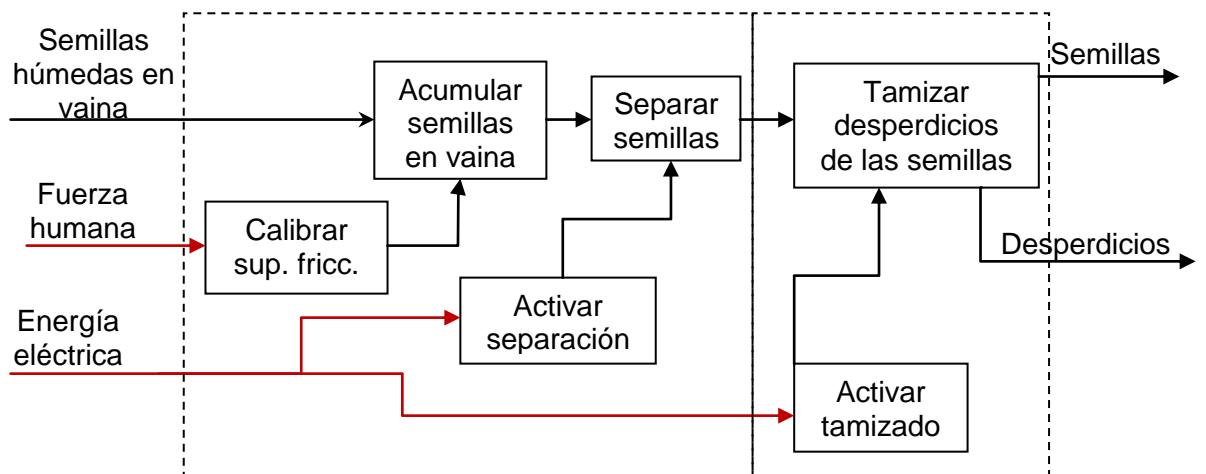 Semillas
húmedas en
vaina
Acumular
semillas
en vaina
Separar
semillas
Tamizar
desperdicios
de las semillas
Semillas
Fuerza
humana
Calibrar
sup. fricc.
Desperdicios
Energía
eléctrica
Activar
separación
Activar
tamizado